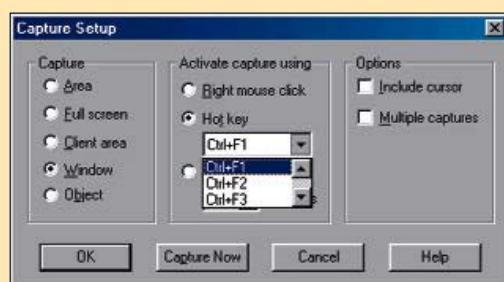 Capture Setup
Capture
Area
Full screen
Client area
Window
Object
Activate capture using
Right mouse click
Hot key
Ctrl+F1
Ctrl+F1
Ctrl+F2
Ctrl+F3
Options
Include cursor
Multiple captures
OK
Capture Now
Cancel
Help